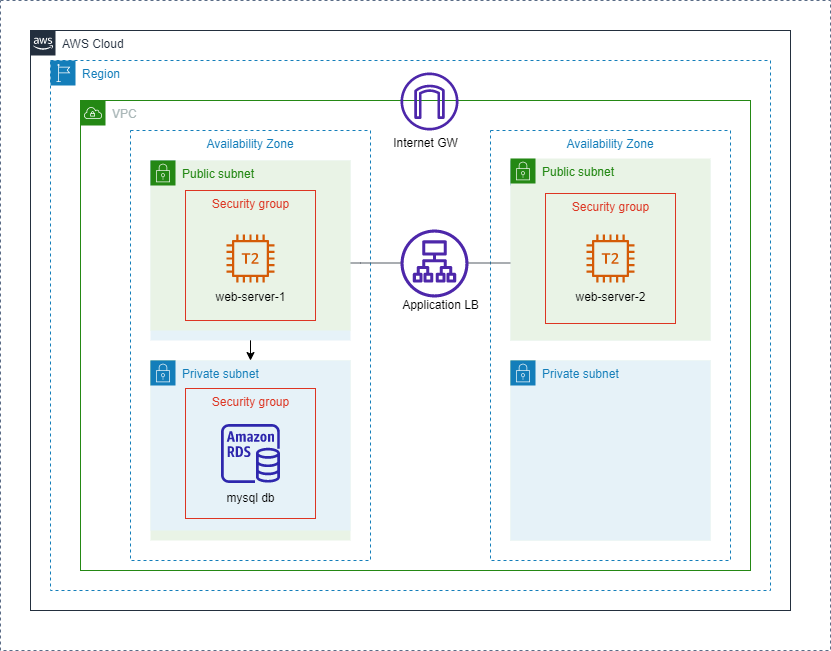 aws
AWS Cloud
Region
VPC
Internet GW
Availability Zone
Availability Zone
Public subnet
Public subnet
Security group
Security group
T2
T2
web-server-1
web-server-2
Application LB
Private subnet
Private subnet
Security group
Amazon
RDS
mysql db